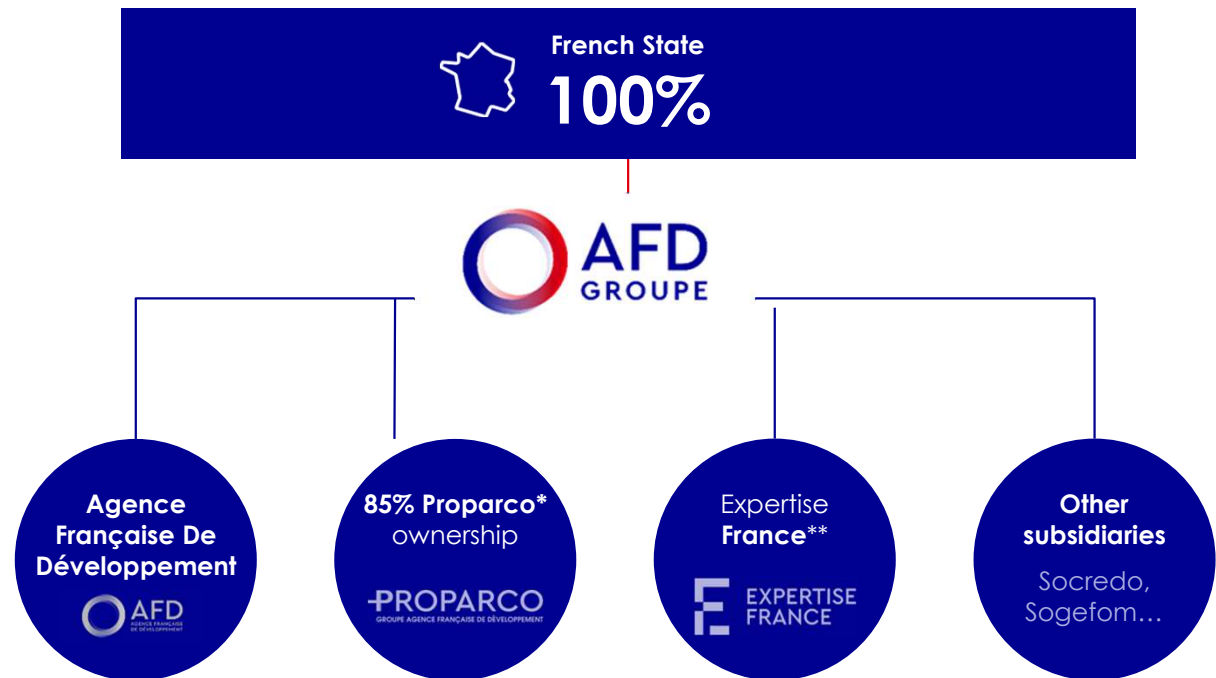 French State
100%
AFD
GROUPE
Agence
Française De
Développement
AFD
AGENCE FRANÇAISE
DE DÉVELOPPEMENT
85% Proparco*
ownership
PROPARCO
GROUPE AGENCE FRANÇAISE DE DÉVELOPPEMENT
Expertise
France**
EXPERTISE
FRANCE
Other
subsidiaries
Socredo,
Sogefom...